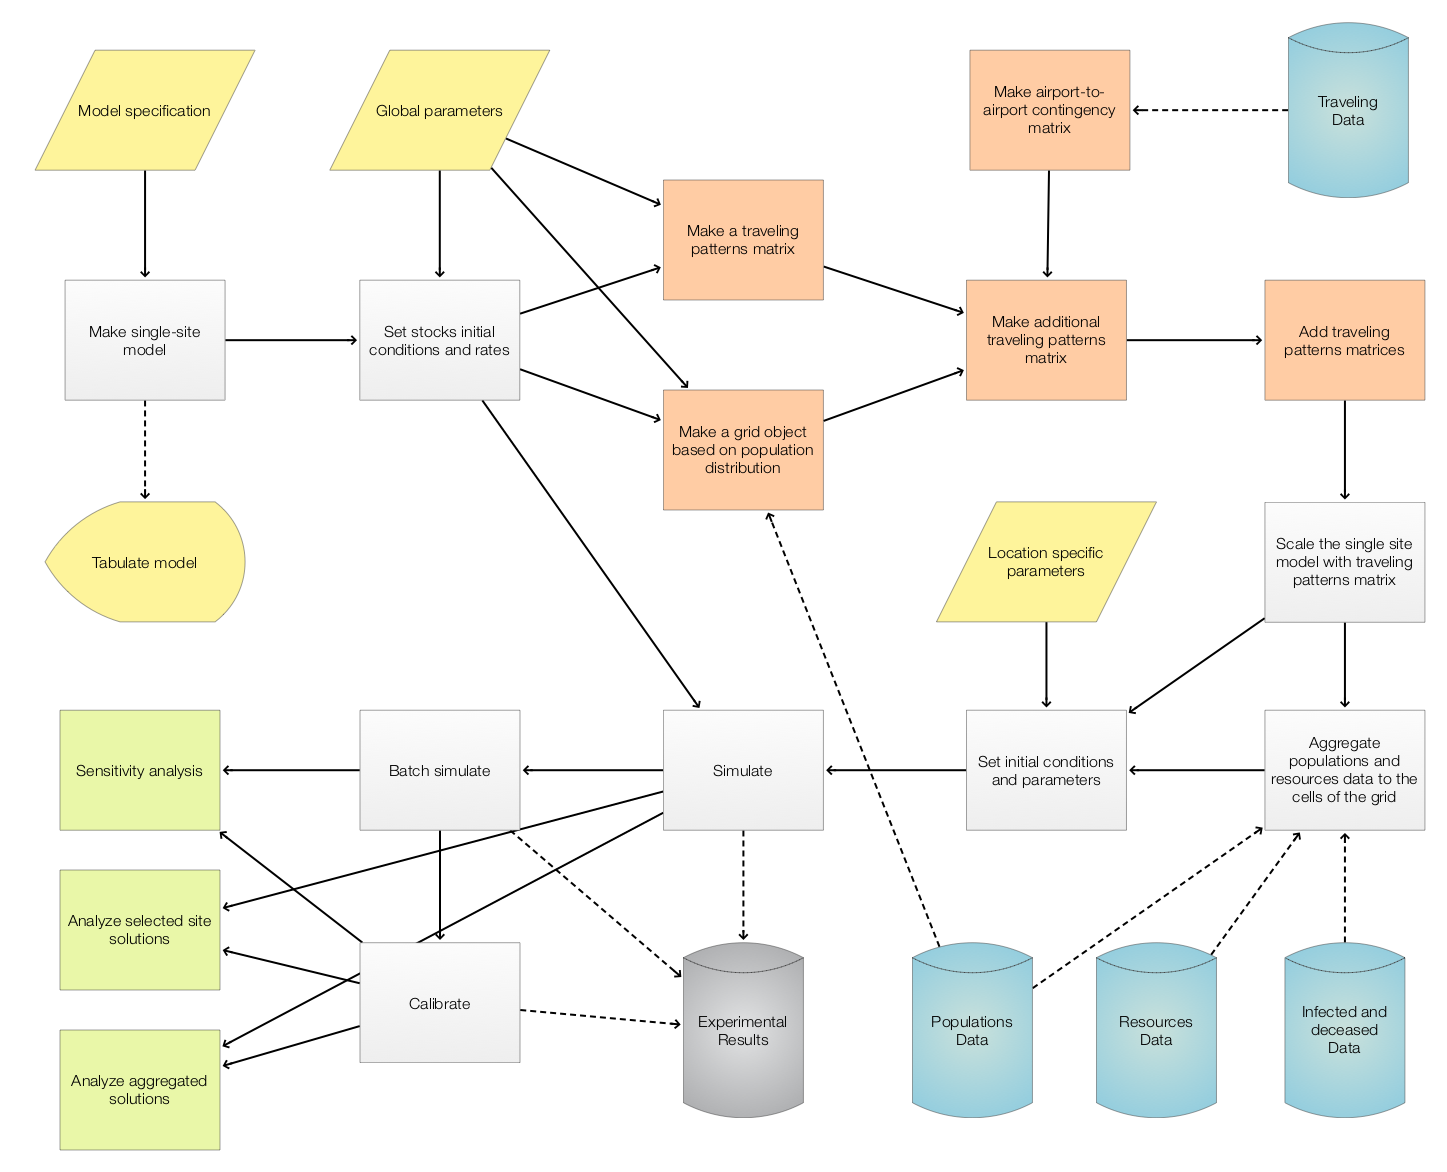 Model specification
Global parameters
Make airport-to-
airport contingency
matrix
Traveling
Data
Make a traveling
patterns matrix
Make single-site
model
Set stocks initial
conditions and rates
Make additional
traveling patterns
matrix
Add traveling
patterns matrices
Make a grid object
based on population
distribution
Tabulate model
Location specific
parameters
Scale the single site
model with traveling
patterns matrix
Sensitivity analysis
Batch simulate
Simulate
Set initial conditions
and parameters
Aggregate
populations and
resources data to the
cells of the grid
Analyze selected site
solutions
Calibrate
Experimental
Results
Populations
Data
Resources
Data
Infected and
deceased
Data
Analyze aggregated
solutions